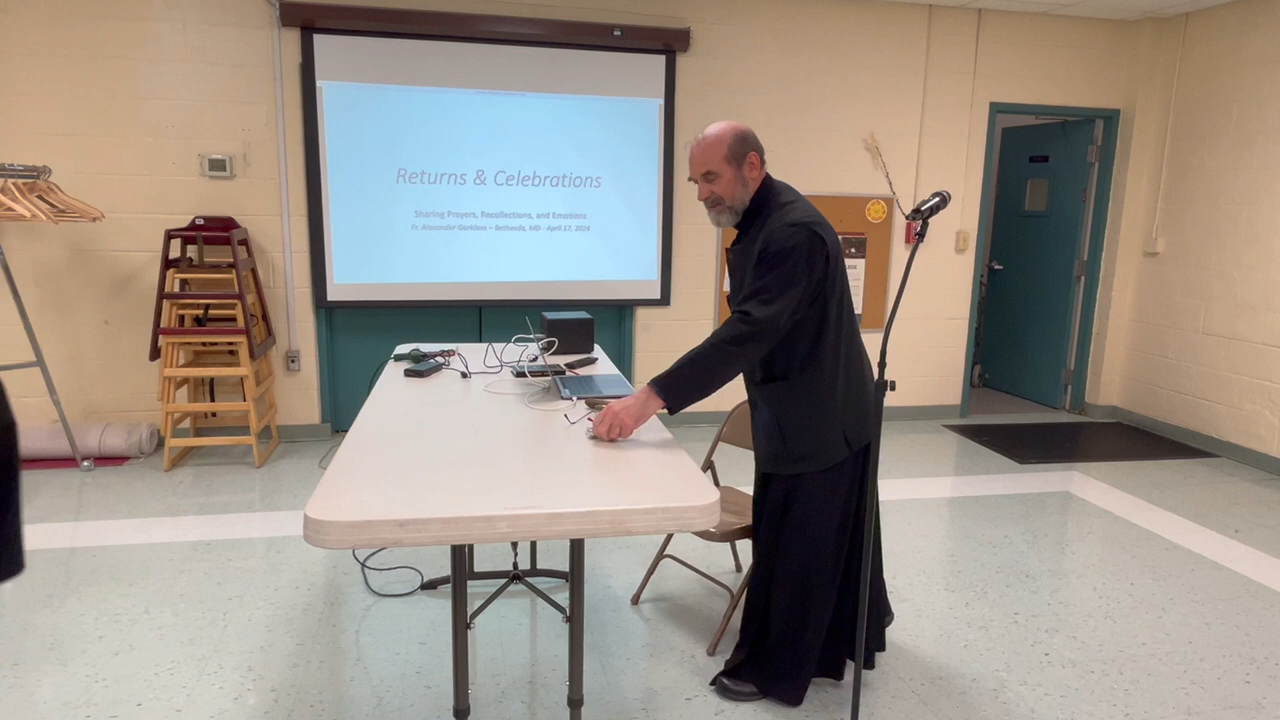 Returns & Celebrations
Sharing Prayers, Recollections, and Emotions
Fr. Alexander Garklavs – Bethesda, MD - April 17, 2024